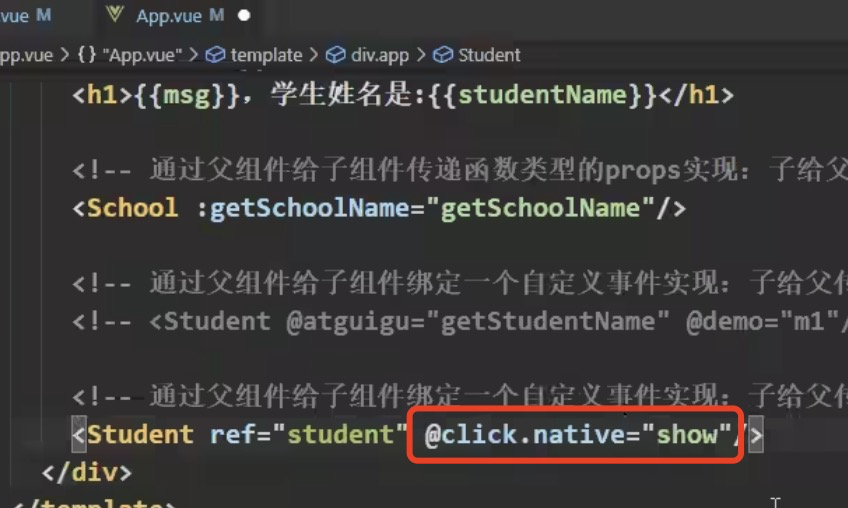 .vue M App.vue M
pp.vue > {} "App.vue" > template > div.app > Student
<h1>{{msg}}，学生姓名是:{{studentName}}</h1>
<!-- 通过父组件给子组件传递函数类型的props实现：子给父
<School :getSchoolName="getSchoolName"/>
<!-- 通过父组件给子组件绑定一个自定义事件实现：子给父传
<!-- <Student @atguigu="getStudentName" @demo="m1"/
<!-- 通过父组件给子组件绑定一个自定义事件实现：子给父传
<Student ref="student" @click.native="show"/>
</div>
</template>